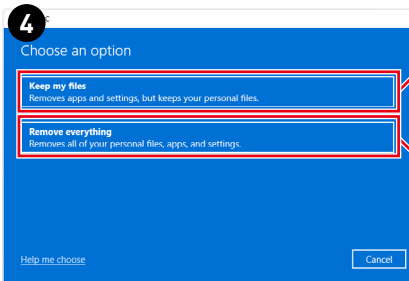 4
Choose an option
Keep my files
Removes apps and settings, but keeps your personal files.
Remove everything
Removes all of your personal files, apps, and settings.
Help me choose
Cancel